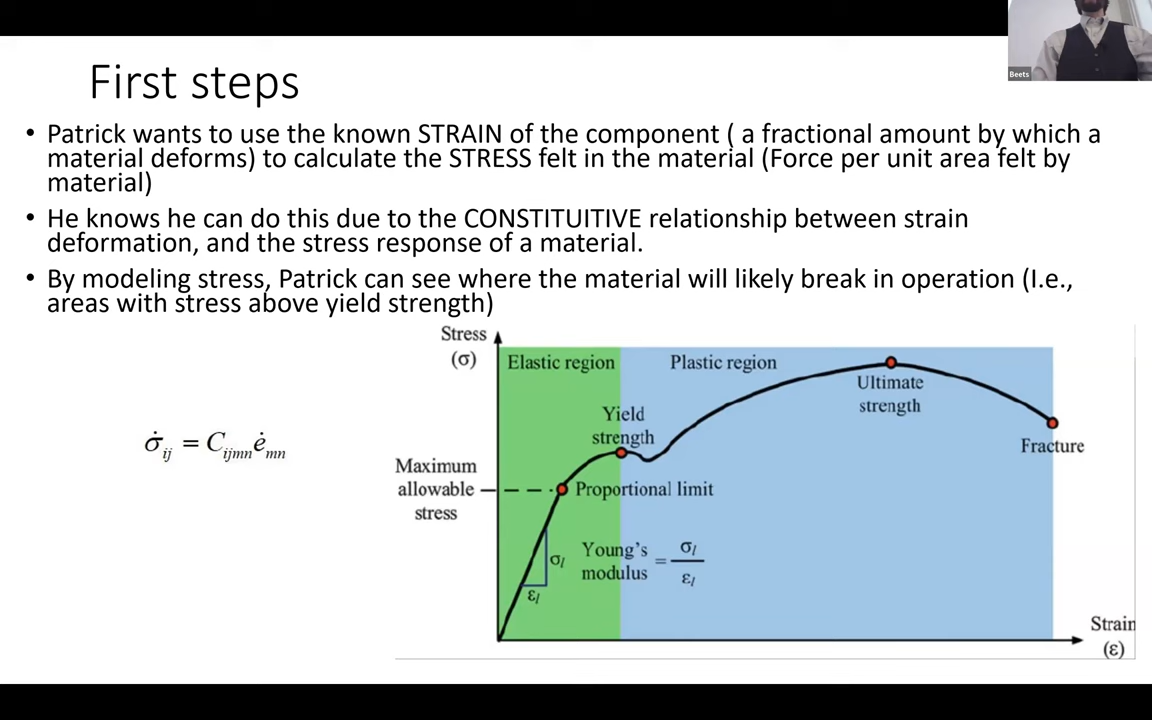 Beets
First steps
• Patrick wants to use the known STRAIN of the component ( a fractional amount by which a
material deforms) to calculate the STRESS felt in the material (Force per unit area felt by
material)
• He knows he can do this due to the CONSTITUITIVE relationship between strain
deformation, and the stress response of a material.
• By modeling stress, Patrick can see where the material will likely break in operation (I.e.,
areas with stress above yield strength)
Stress
(σ)
Elastic region
Plastic region
Ultimate
strength
Yield
strength
Fracture
σ̇ij = Cijmnėmn
Maximum
allowable
stress
Proportional limit
Young's
modulus
= σl / εl
σl
εl
Strain
(ε)